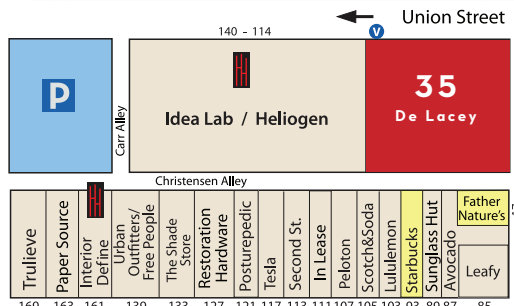 Union Street
140 – 114
V
P
Carr Alley
Idea Lab / Heliogen
35
De Lacey
Christensen Alley
Trulieve
Paper Source
Interior
Define
Urban
Outfitters/
Free People
The Shade
Store
Restoration
Hardware
Posturepedic
Tesla
Second St.
In Lease
Peloton
Scotch&Soda
Lululemon
Starbucks
Sunglass Hut
Avocado
Father
Nature's
Leafy
169 163 161 139 133 127 121 117 113 111 107 105 103 93 89 87 85